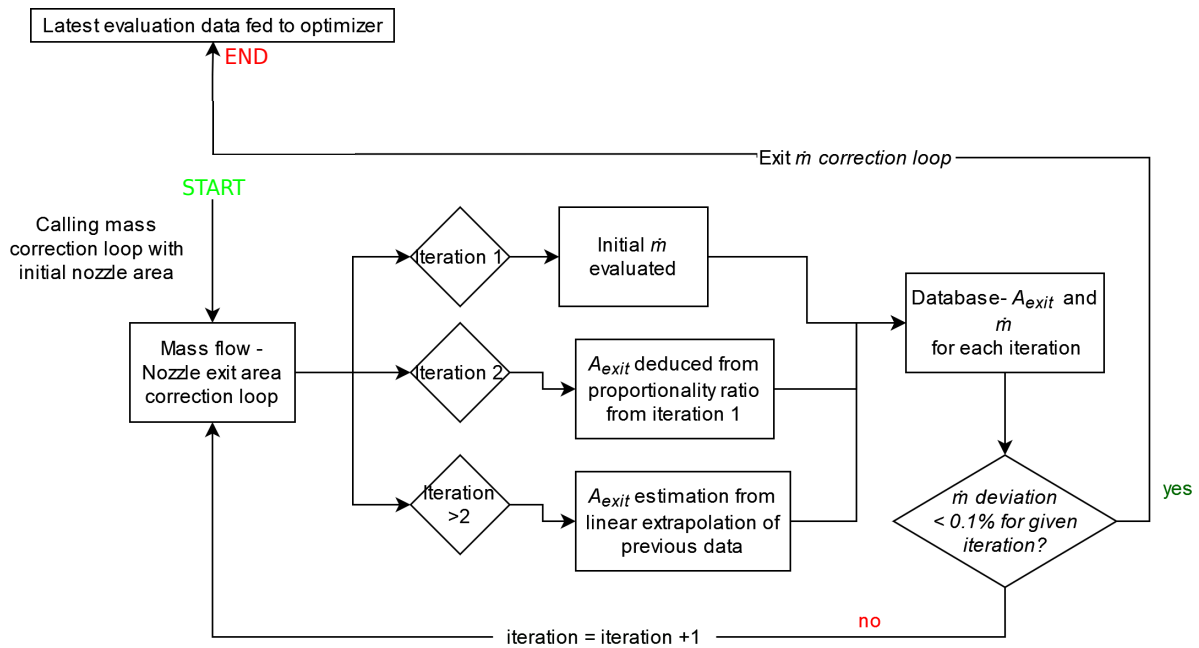 Latest evaluation data fed to optimizer
END
Exit ṁ correction loop
START
Calling mass
correction loop with
initial nozzle area
Mass flow -
Nozzle exit area
correction loop
Iteration 1
Initial ṁ
evaluated
Iteration 2
A_exit deduced from
proportionality ratio
from iteration 1
Iteration
>2
A_exit estimation from
linear extrapolation of
previous data
Database- A_exit and
ṁ
for each iteration
ṁ deviation
< 0.1% for given
iteration?
yes
no
iteration = iteration +1